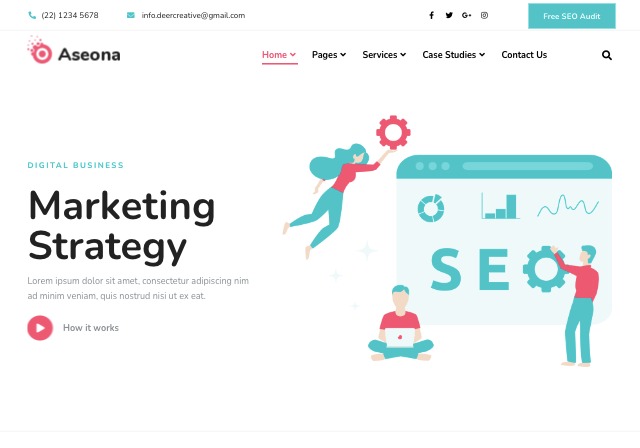 (22) 1234 5678 info.deercreative@gmail.com Free SEO Audit
Aseona Home Pages Services Case Studies Contact Us
DIGITAL BUSINESS
Marketing
Strategy
Lorem ipsum dolor sit amet, consectetur adipiscing nim
ad minim veniam, quis nostrud nisi ut ex eat.
How it works
SEO